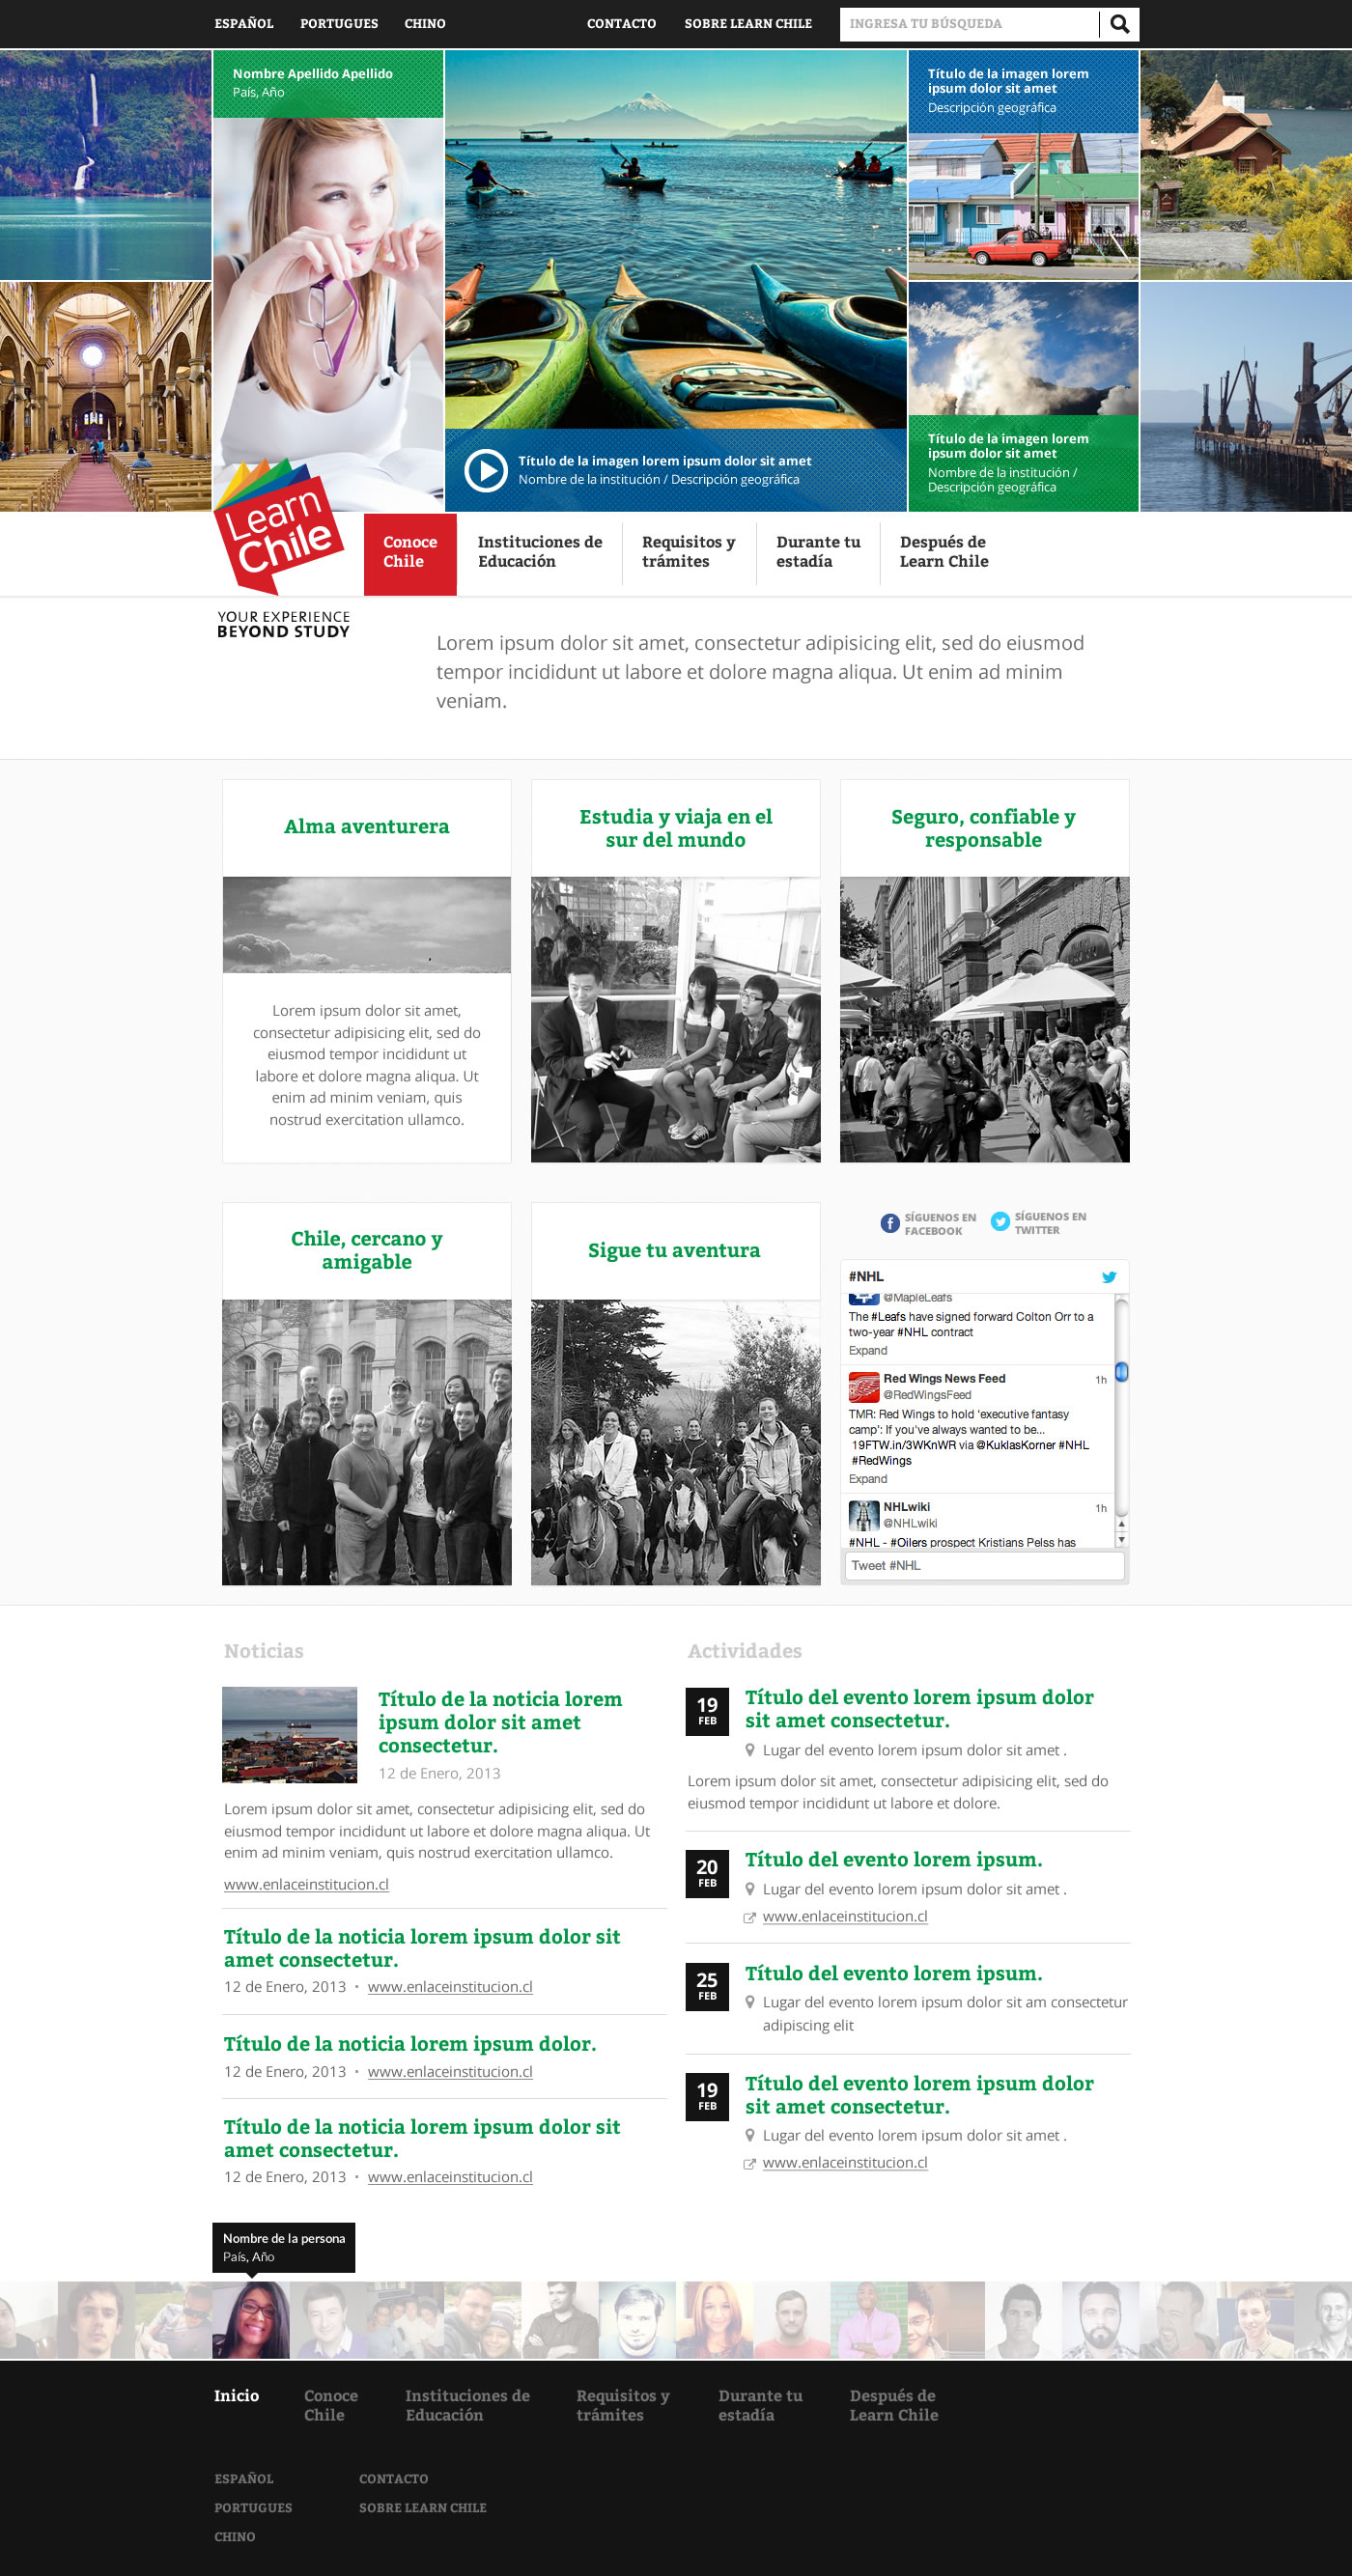 ESPAÑOL PORTUGUES CHINO CONTACTO SOBRE LEARN CHILE INGRESA TU BÚSQUEDA
Nombre Apellido Apellido
País, Año
Título de la imagen lorem
ipsum dolor sit amet
Descripción geográfica
Título de la imagen lorem ipsum dolor sit amet
Nombre de la institución / Descripción geográfica
Título de la imagen lorem
ipsum dolor sit amet
Nombre de la institución /
Descripción geográfica
Learn
Chile
YOUR EXPERIENCE
BEYOND STUDY
Conoce
Chile
Instituciones de
Educación
Requisitos y
trámites
Durante tu
estadía
Después de
Learn Chile
Lorem ipsum dolor sit amet, consectetur adipisicing elit, sed do eiusmod
tempor incididunt ut labore et dolore magna aliqua. Ut enim ad minim
veniam.
Alma aventurera
Lorem ipsum dolor sit amet,
consectetur adipisicing elit, sed do
eiusmod tempor incididunt ut
labore et dolore magna aliqua. Ut
enim ad minim veniam, quis
nostrud exercitation ullamco.
Estudia y viaja en el
sur del mundo
Seguro, confiable y
responsable
Chile, cercano y
amigable
Sigue tu aventura
SÍGUENOS EN
FACEBOOK
SÍGUENOS EN
TWITTER
#NHL
@MapleLeafs
The #Leafs have signed forward Colton Orr to a
two-year #NHL contract
Expand
Red Wings News Feed 1h
@RedWingsFeed
TMR: Red Wings to hold ‘executive fantasy
camp’: If you've always wanted to be...
19FTW.in/3WKnWR via @KuklasKorner #NHL
#RedWings
Expand
NHLwiki 1h
@NHLwiki
#NHL - #Oilers prospect Kristians Pelss has
Tweet #NHL
Noticias
Título de la noticia lorem
ipsum dolor sit amet
consectetur.
12 de Enero, 2013
Lorem ipsum dolor sit amet, consectetur adipisicing elit, sed do
eiusmod tempor incididunt ut labore et dolore magna aliqua. Ut
enim ad minim veniam, quis nostrud exercitation ullamco.
www.enlaceinstitucion.cl
Título de la noticia lorem ipsum dolor sit
amet consectetur.
12 de Enero, 2013 • www.enlaceinstitucion.cl
Título de la noticia lorem ipsum dolor.
12 de Enero, 2013 • www.enlaceinstitucion.cl
Título de la noticia lorem ipsum dolor sit
amet consectetur.
12 de Enero, 2013 • www.enlaceinstitucion.cl
Actividades
19
FEB
Título del evento lorem ipsum dolor
sit amet consectetur.
Lugar del evento lorem ipsum dolor sit amet .
Lorem ipsum dolor sit amet, consectetur adipisicing elit, sed do
eiusmod tempor incididunt ut labore et dolore.
20
FEB
Título del evento lorem ipsum.
Lugar del evento lorem ipsum dolor sit amet .
www.enlaceinstitucion.cl
25
FEB
Título del evento lorem ipsum.
Lugar del evento lorem ipsum dolor sit am consectetur
adipiscing elit
19
FEB
Título del evento lorem ipsum dolor
sit amet consectetur.
Lugar del evento lorem ipsum dolor sit amet .
www.enlaceinstitucion.cl
Nombre de la persona
País, Año
Inicio
Conoce
Chile
Instituciones de
Educación
Requisitos y
trámites
Durante tu
estadía
Después de
Learn Chile
ESPAÑOL
PORTUGUES
CHINO
CONTACTO
SOBRE LEARN CHILE